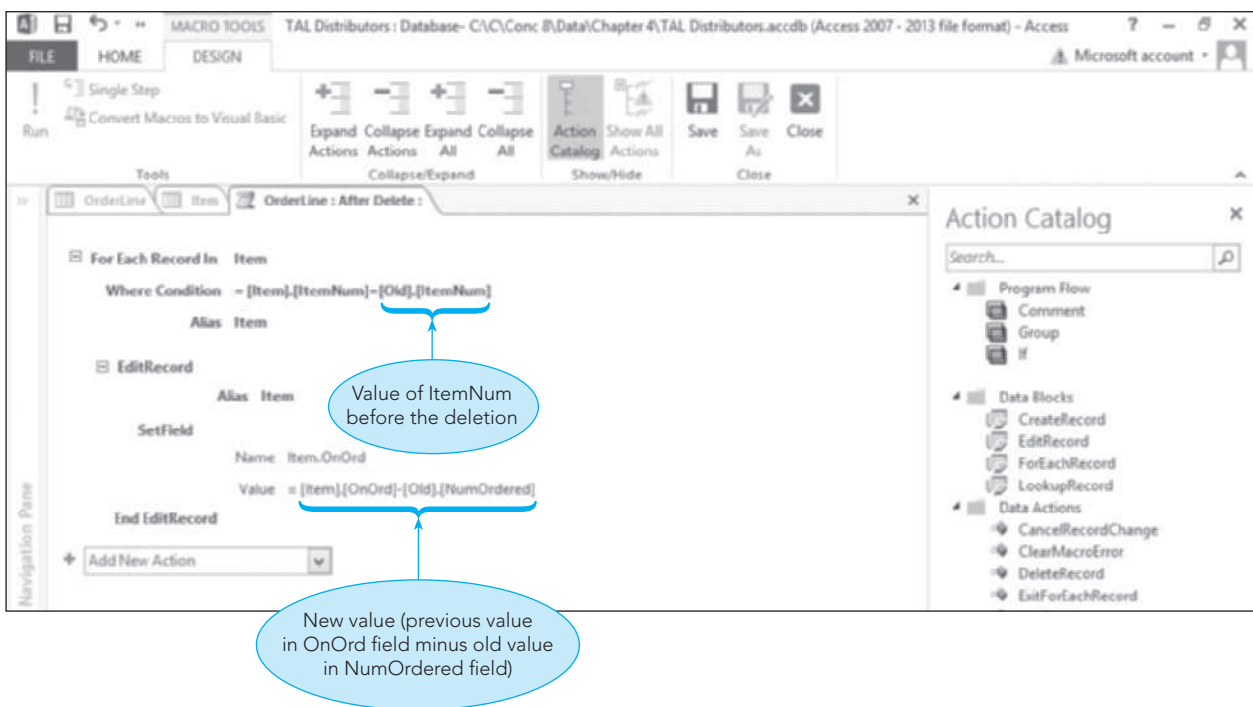 MACRO TOOLS TAL Distributors : Database- C:\C\Conc 8\Data\Chapter 4\TAL Distributors.accdb (Access 2007 - 2013 file format) - Access ?
FILE HOME DESIGN Microsoft account
Run
Single Step
Convert Macros to Visual Basic
Expand Actions
Collapse Actions
Expand All
Collapse All
Action Catalog
Show All Actions
Save
Save As
Close
Tools Collapse/Expand Show/Hide Close
OrderLine Item OrderLine : After Delete :
For Each Record In Item
Where Condition = [Item].[ItemNum]=[Old].[ItemNum]
Alias Item
EditRecord
Alias Item
Value of ItemNum
before the deletion
SetField
Name Item.OnOrd
Value = [Item].[OnOrd]-[Old].[NumOrdered]
End EditRecord
Add New Action
New value (previous value
in OnOrd field minus old value
in NumOrdered field)
Navigation Pane
Action Catalog
Search...
Program Flow
Comment
Group
If
Data Blocks
CreateRecord
EditRecord
ForEachRecord
LookupRecord
Data Actions
CancelRecordChange
ClearMacroError
DeleteRecord
ExitForEachRecord